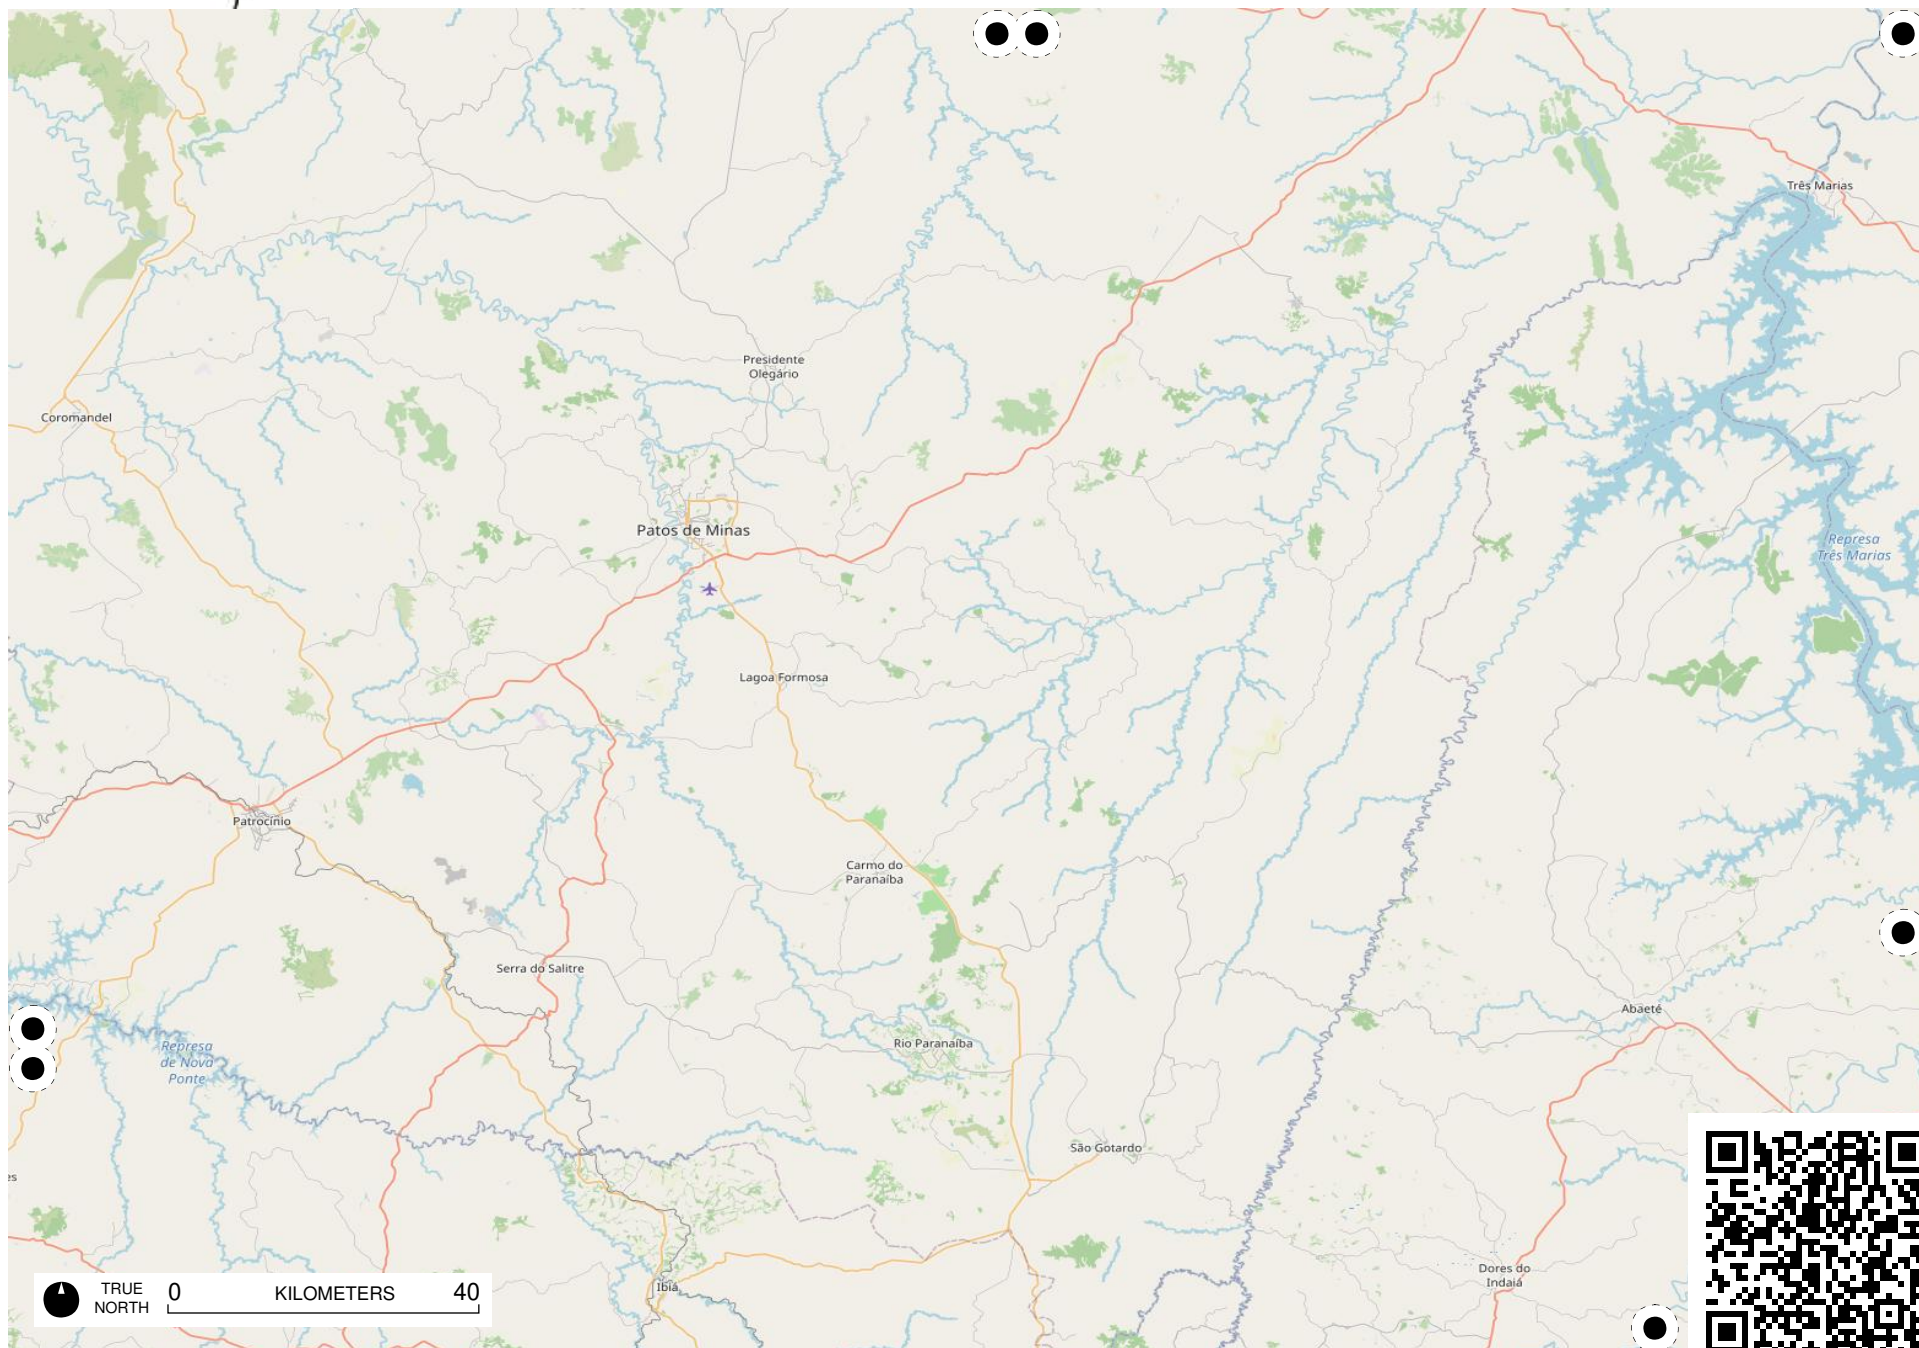 Três Marias
Presidente
Olegário
Coromandel
Patos de Minas
Represa
Três Marias
Lagoa Formosa
Patrocínio
Carmo do
Paranaíba
Serra do Salitre
Abaeté
Rio Paranaíba
Represa
de Nova
Ponte
São Gotardo
es
Dores do
Indaiá
Ibiá
TRUE
NORTH
0 KILOMETERS 40